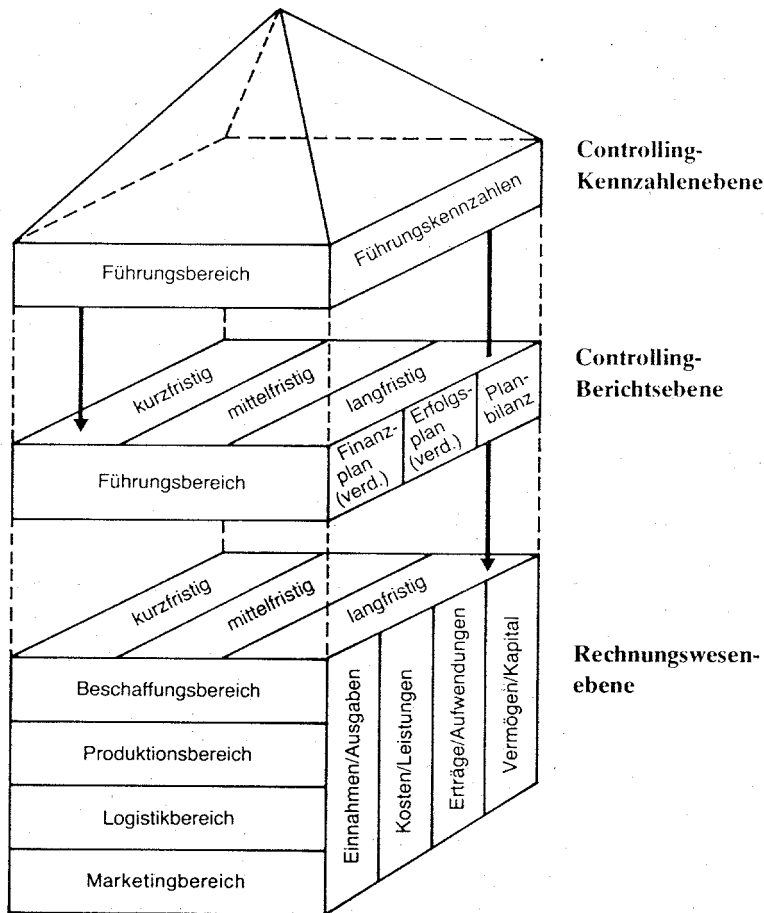 Controlling-
Kennzahlenebene
Führungskennzahlen
Führungsbereich
Controlling-
Berichtsebene
kurzfristig
mittelfristig
langfristig
Finanz-
plan
(verd.)
Erfolgs-
plan
(verd.)
Plan-
bilanz
Führungsbereich
kurzfristig
mittelfristig
langfristig
Rechnungswesen-
ebene
Beschaffungsbereich
Produktionsbereich
Logistikbereich
Marketingbereich
Einnahmen/Ausgaben
Kosten/Leistungen
Erträge/Aufwendungen
Vermögen/Kapital